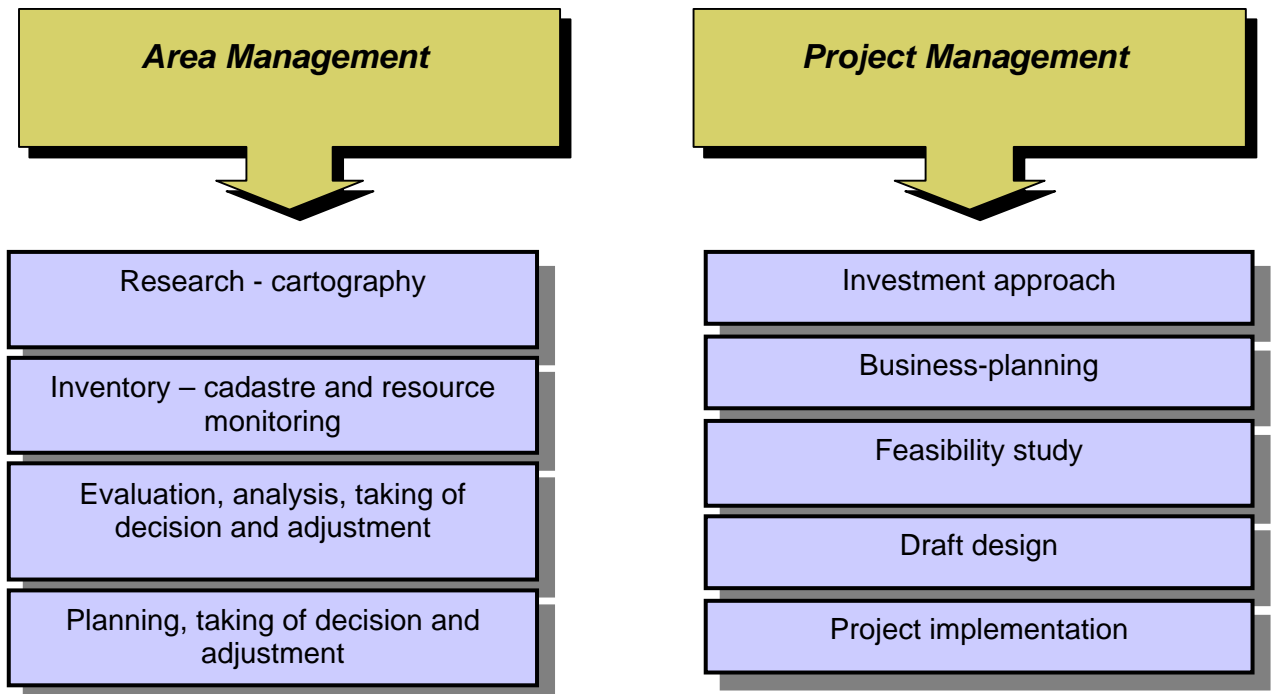 Area Management
Research - cartography
Inventory – cadastre and resource
monitoring
Evaluation, analysis, taking of
decision and adjustment
Planning, taking of decision and
adjustment
Project Management
Investment approach
Business-planning
Feasibility study
Draft design
Project implementation